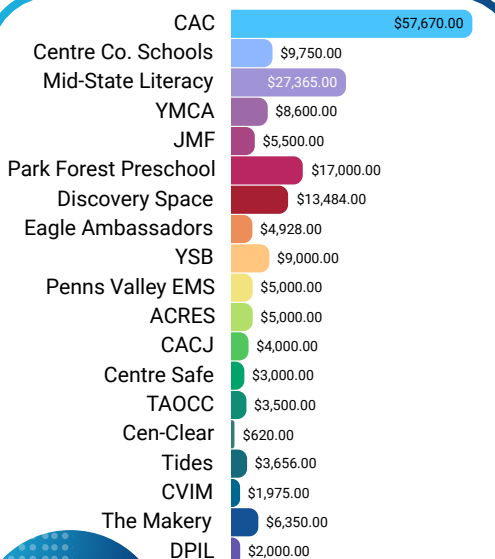 CAC $57,670.00
Centre Co. Schools $9,750.00
Mid-State Literacy $27,365.00
YMCA $8,600.00
JMF $5,500.00
Park Forest Preschool $17,000.00
Discovery Space $13,484.00
Eagle Ambassadors $4,928.00
YSB $9,000.00
Penns Valley EMS $5,000.00
ACRES $5,000.00
CACJ $4,000.00
Centre Safe $3,000.00
TAOCC $3,500.00
Cen-Clear $620.00
Tides $3,656.00
CVIM $1,975.00
The Makery $6,350.00
DPIL $2,000.00